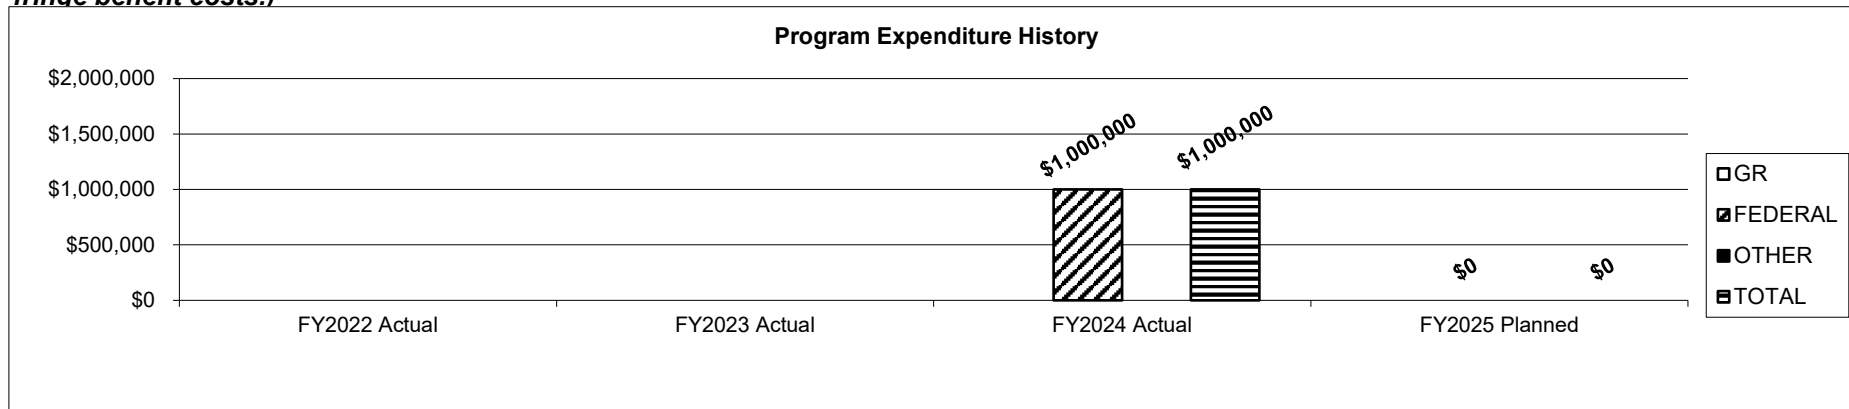 fringe benefit costs.)
Program Expenditure History
$2,000,000
$1,500,000
$1,000,000
$500,000
$0
$1,000,000
$1,000,000
$0
$0
FY2022 Actual
FY2023 Actual
FY2024 Actual
FY2025 Planned
GR
FEDERAL
OTHER
TOTAL